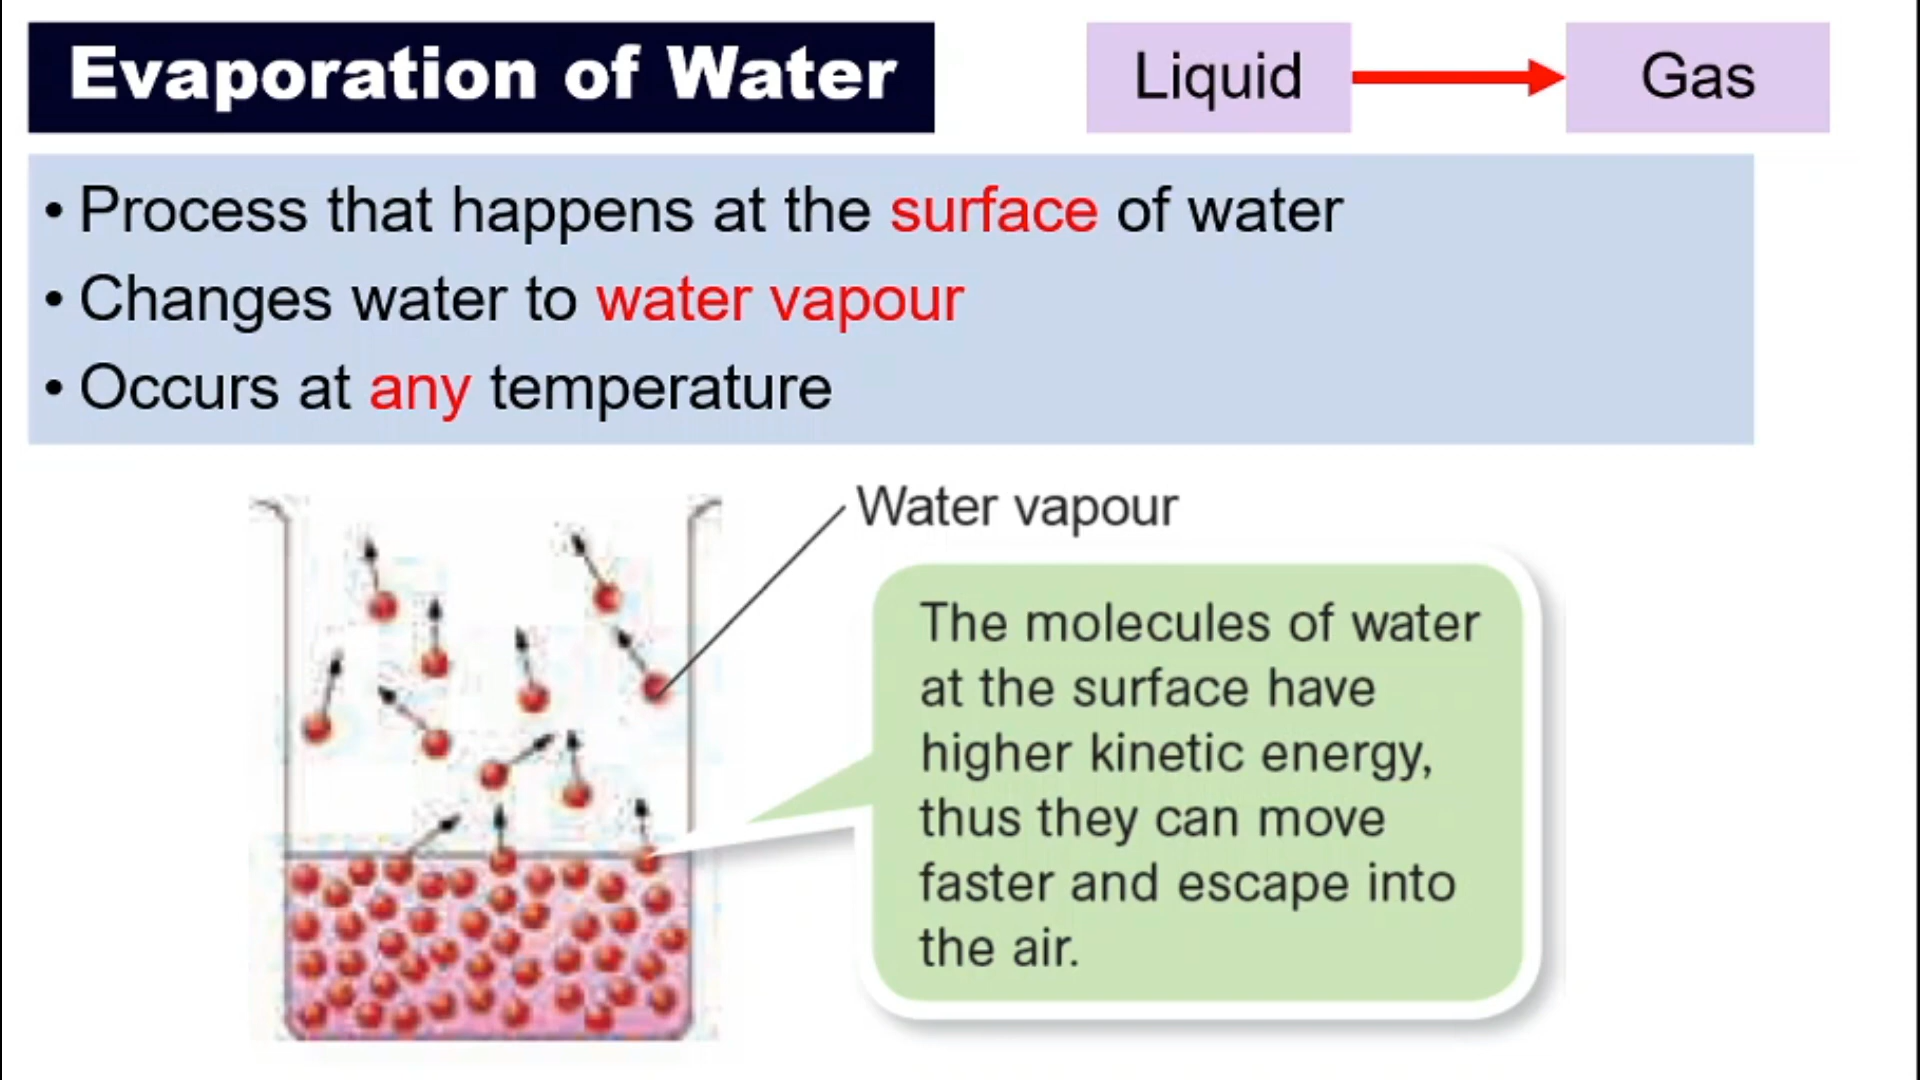 Evaporation of Water
Liquid
Gas
• Process that happens at the surface of water
• Changes water to water vapour
• Occurs at any temperature
Water vapour
The molecules of water
at the surface have
higher kinetic energy,
thus they can move
faster and escape into
the air.